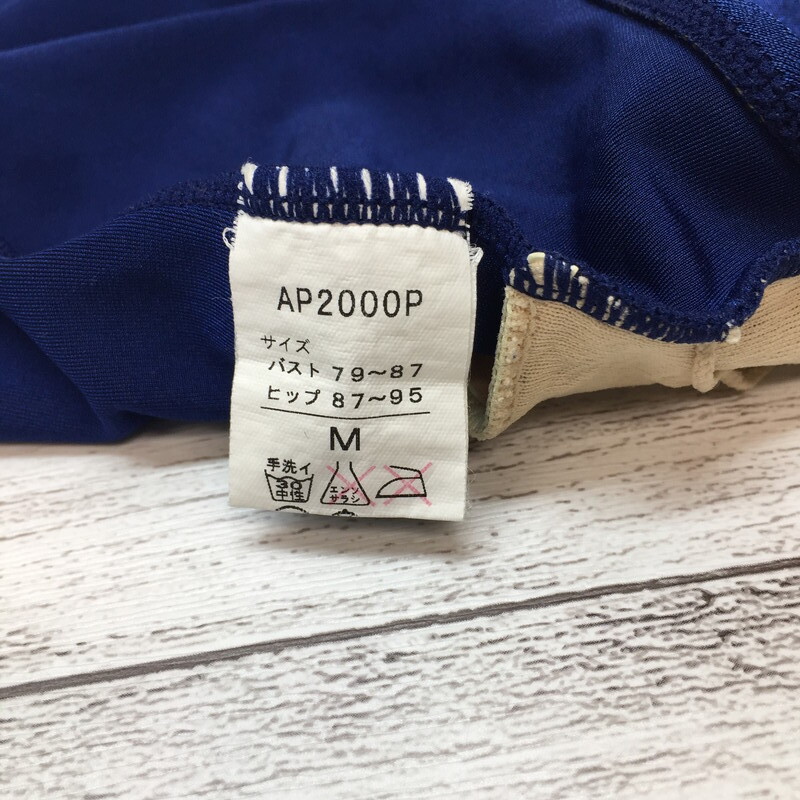 AP2000P
サイズ
バスト 79～87
ヒップ 87～95
M
手洗イ
30
中性
エンソ
サラシ